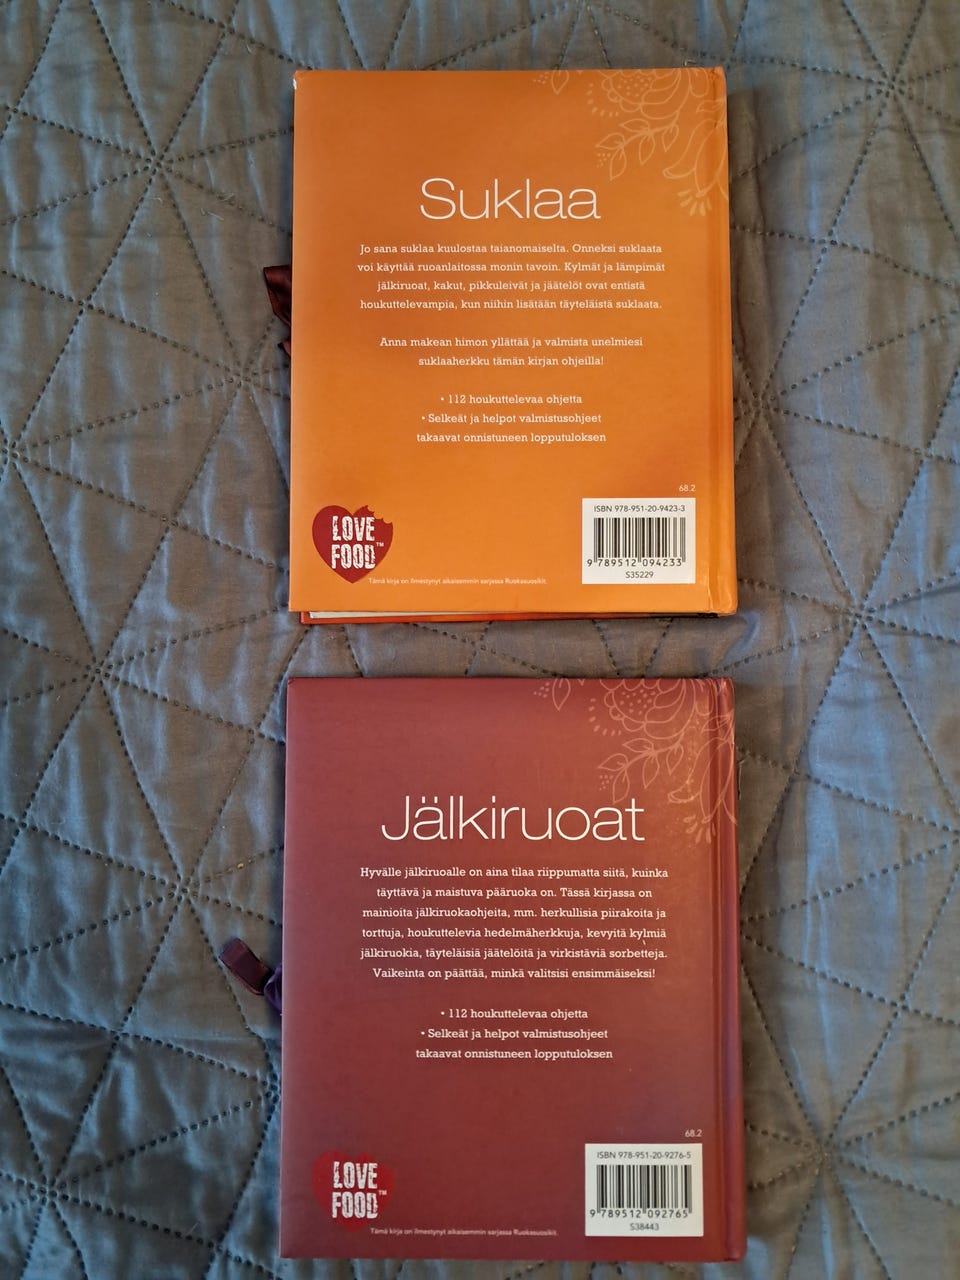 Suklaa
Jo sana suklaa kuulostaa taianomaiselta. Onneksi suklaata
voi käyttää ruoanlaitossa monin tavoin. Kylmät ja lämpimät
jälkiruoat, kakut, pikkuleivät ja jäätelöt ovat entistä
houkuttelevampia, kun niihin lisätään täyteläistä suklaata.
Anna makean himon yllättää ja valmista unelmiesi
suklaaherkku tämän kirjan ohjeilla!
• 112 houkuttelevaa ohjetta
• Selkeät ja helpot valmistusohjeet
takaavat onnistuneen lopputuloksen
68.2
ISBN 978-951-20-9423-3
9 789512 094233
S35229
LOVE
FOOD™
Tämä kirja on ilmestynyt aikaisemmin sarjassa Ruokasuosikit.
Jälkiruoat
Hyvälle jälkiruoalle on aina tilaa riippumatta siitä, kuinka
täyttävä ja maistuva pääruoka on. Tässä kirjassa on
mainioita jälkiruokaohjeita, mm. herkullisia piirakoita ja
torttuja, houkuttelevia hedelmäherkkuja, kevyitä kylmiä
jälkiruokia, täyteläisiä jäätelöitä ja virkistäviä sorbetteja.
Vaikeinta on päättää, minkä valitsisi ensimmäiseksi!
• 112 houkuttelevaa ohjetta
• Selkeät ja helpot valmistusohjeet
takaavat onnistuneen lopputuloksen
68.2
ISBN 978-951-20-9276-5
9 789512 092765
S38443
LOVE
FOOD™
Tämä kirja on ilmestynyt aikaisemmin sarjassa Ruokasuosikit.